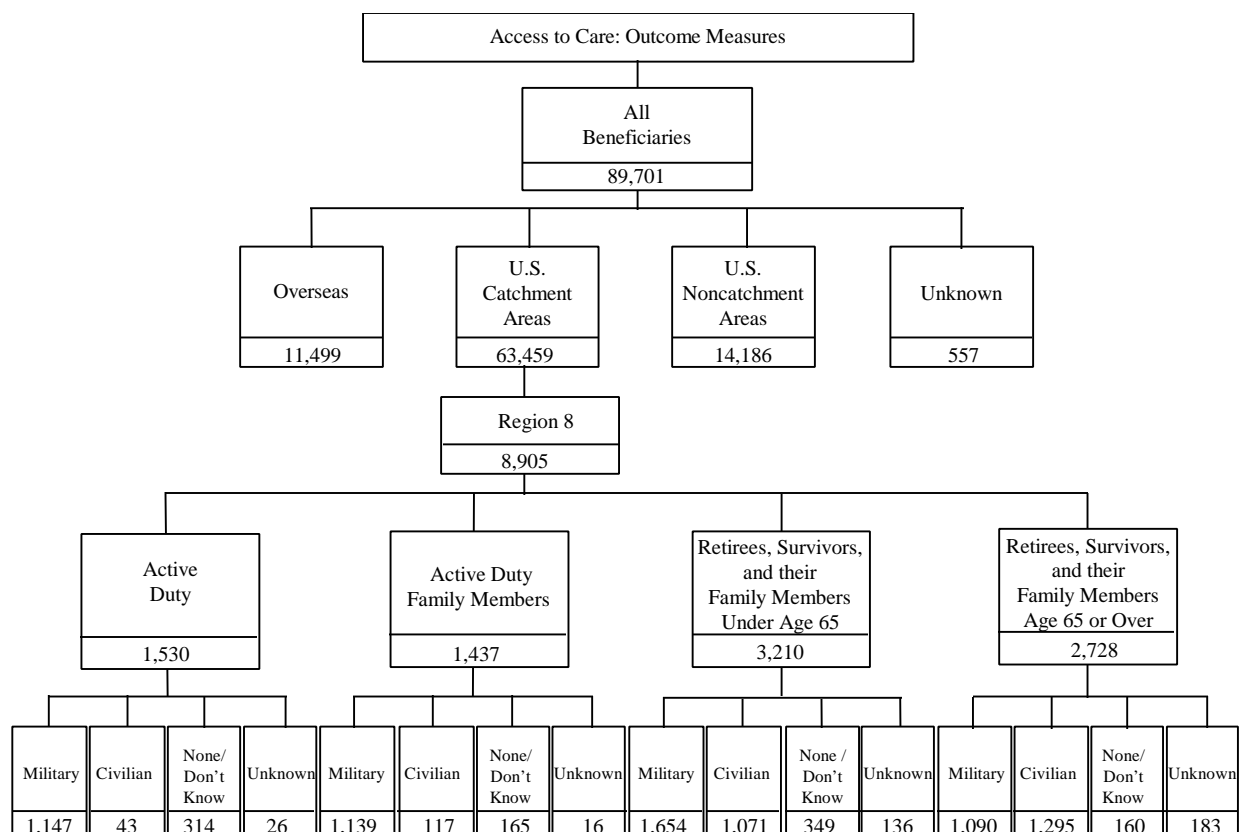 Access to Care: Outcome Measures
All
Beneficiaries
89,701
Overseas
11,499
U.S.
Catchment
Areas
63,459
U.S.
Noncatchment
Areas
14,186
Unknown
557
Region 8
8,905
Active
Duty
1,530
Active Duty
Family Members
1,437
Retirees, Survivors,
and their
Family Members
Under Age 65
3,210
Retirees, Survivors,
and their
Family Members
Age 65 or Over
2,728
Military
1,147
Civilian
43
None/
Don't
Know
314
Unknown
26
Military
1,139
Civilian
117
None/
Don't
Know
165
Unknown
16
Military
1,654
Civilian
1,071
None /
Don't
Know
349
Unknown
136
Military
1,090
Civilian
1,295
None/
Don't
Know
160
Unknown
183